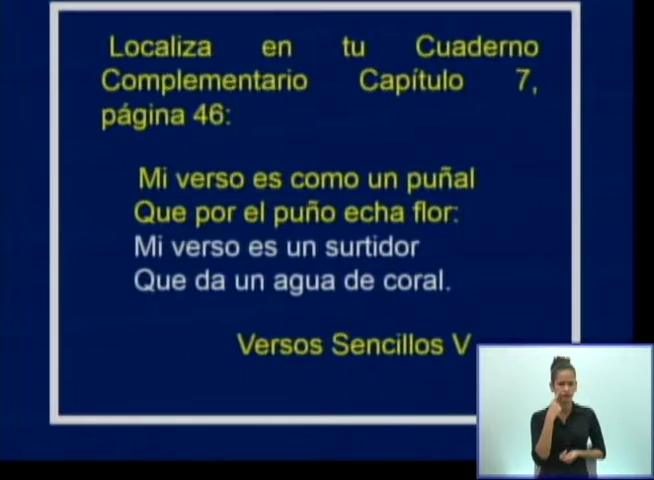 Localiza en tu Cuaderno
Complementario Capítulo 7,
página 46:
Mi verso es como un puñal
Que por el puño echa flor:
Mi verso es un surtidor
Que da un agua de coral.
Versos Sencillos V